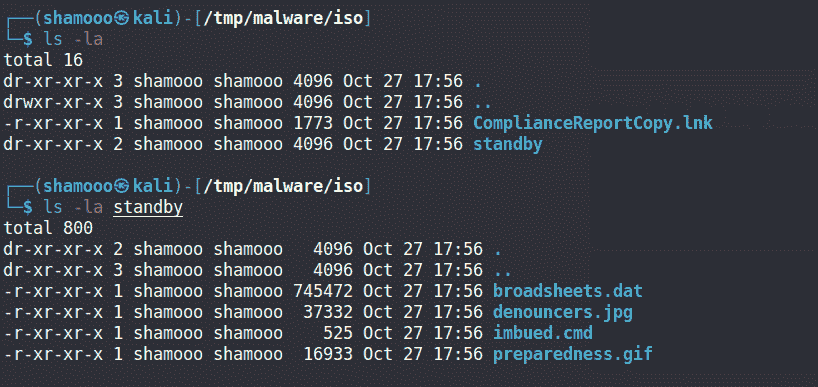 ┌──(shamooo㉿kali)-[/tmp/malware/iso]
└─$ ls -la
total 16
dr-xr-xr-x 3 shamooo shamooo 4096 Oct 27 17:56 .
drwxr-xr-x 3 shamooo shamooo 4096 Oct 27 17:56 ..
-r-xr-xr-x 1 shamooo shamooo 1773 Oct 27 17:56 ComplianceReportCopy.lnk
dr-xr-xr-x 2 shamooo shamooo 4096 Oct 27 17:56 standby
┌──(shamooo㉿kali)-[/tmp/malware/iso]
└─$ ls -la standby
total 800
dr-xr-xr-x 2 shamooo shamooo   4096 Oct 27 17:56 .
dr-xr-xr-x 3 shamooo shamooo   4096 Oct 27 17:56 ..
-r-xr-xr-x 1 shamooo shamooo 745472 Oct 27 17:56 broadsheets.dat
-r-xr-xr-x 1 shamooo shamooo  37332 Oct 27 17:56 denouncers.jpg
-r-xr-xr-x 1 shamooo shamooo    525 Oct 27 17:56 imbued.cmd
-r-xr-xr-x 1 shamooo shamooo  16933 Oct 27 17:56 preparedness.gif